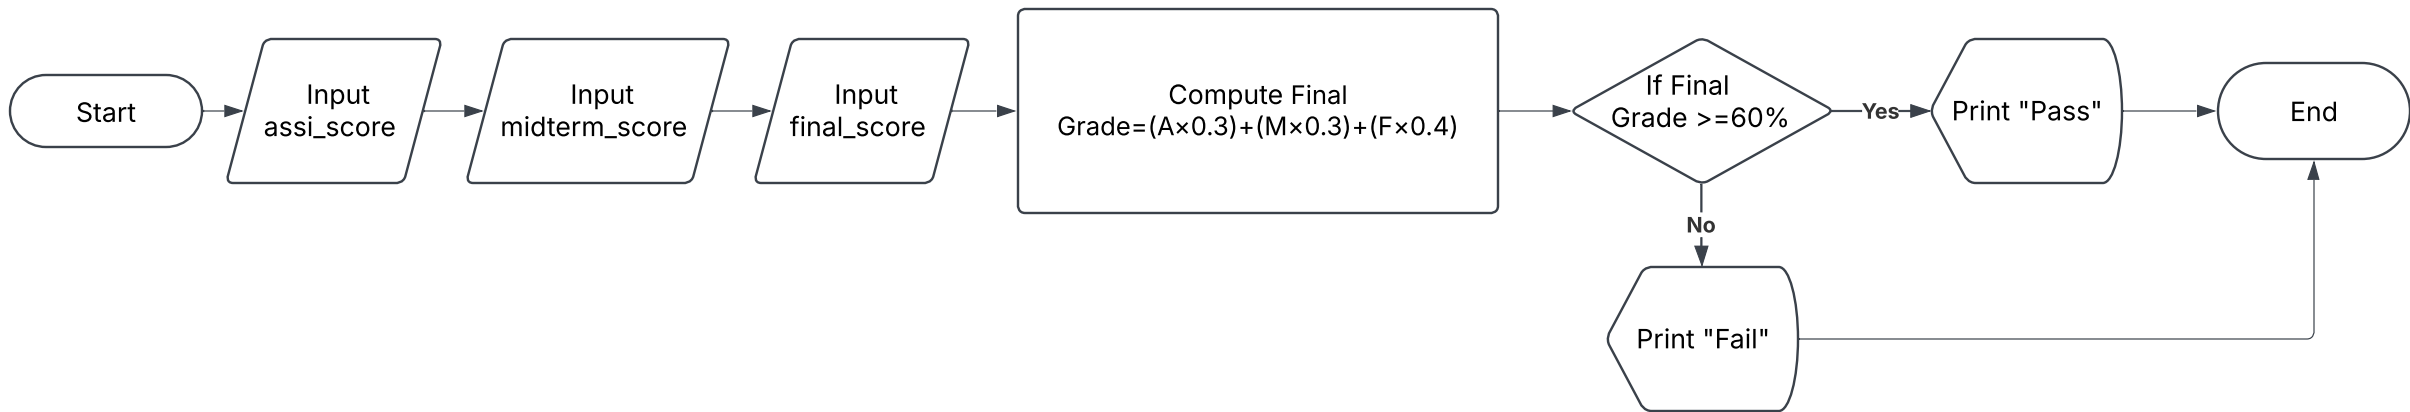 Start
Input
assi_score
Input
midterm_score
Input
final_score
Compute Final
Grade=(A×0.3)+(M×0.3)+(F×0.4)
If Final
Grade >=60%
Yes
Print "Pass"
End
No
Print "Fail"